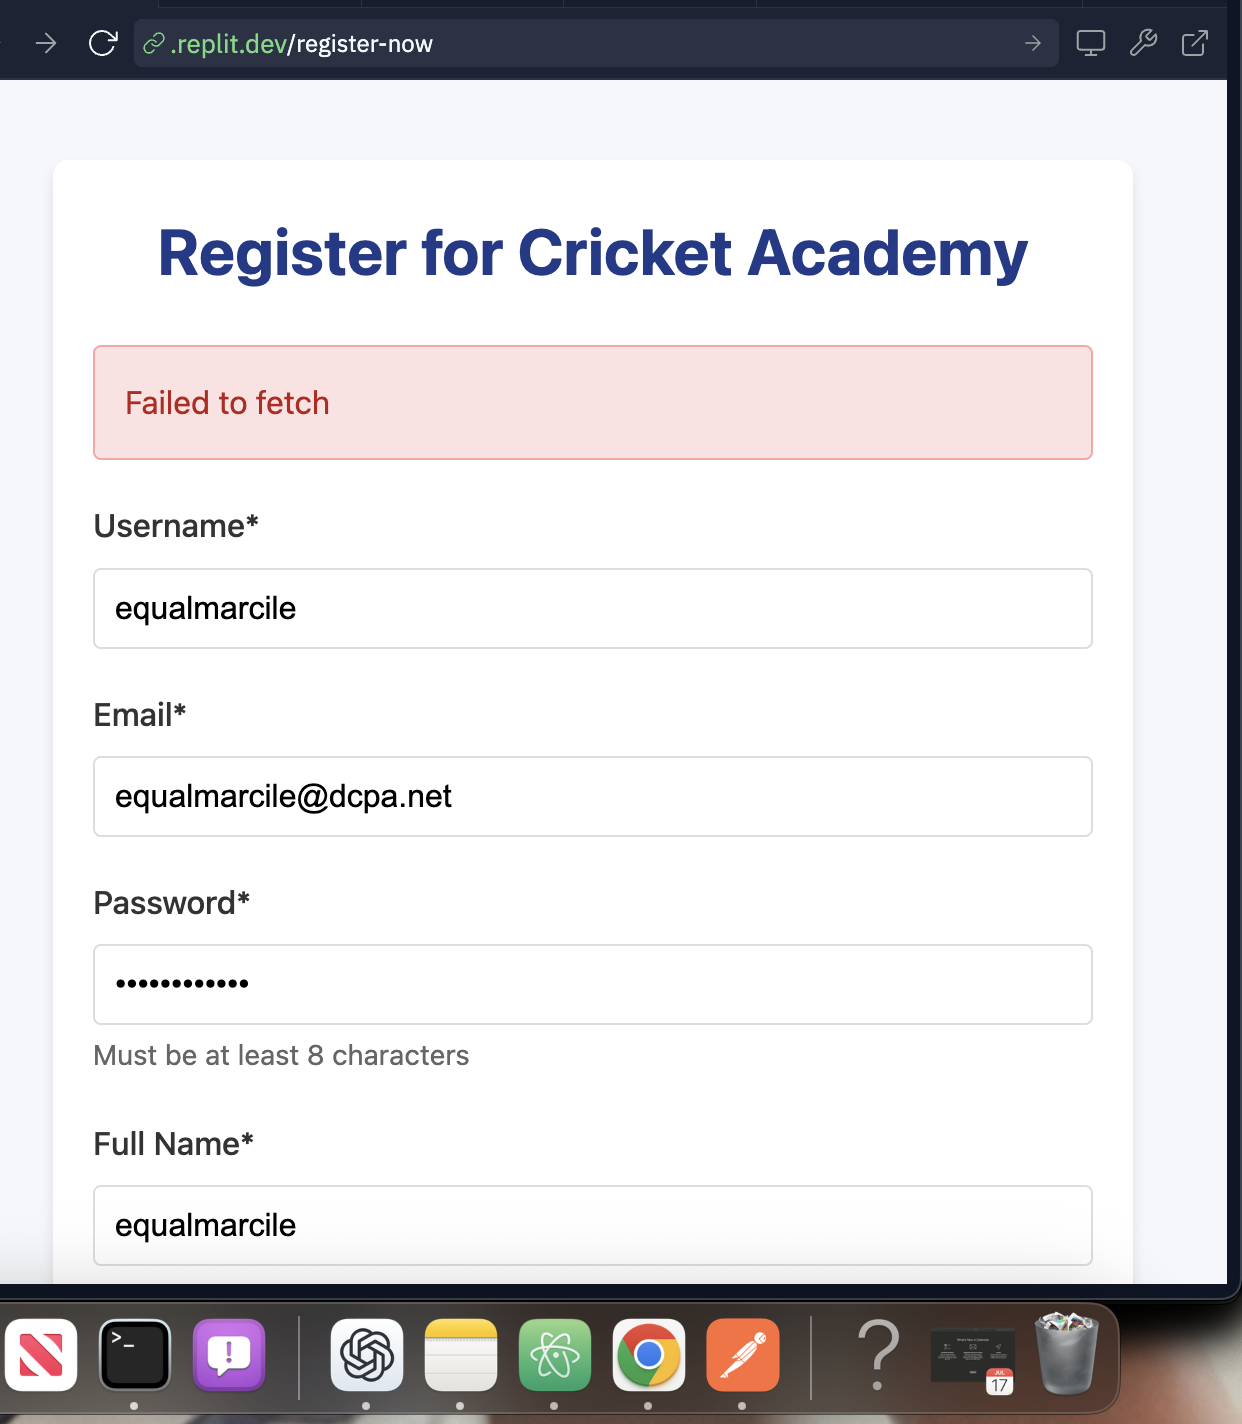 .replit.dev/register-now
Register for Cricket Academy
Failed to fetch
Username*
equalmarcile
Email*
equalmarcile@dcpa.net
Password*
••••••••••••
Must be at least 8 characters
Full Name*
equalmarcile
>_
!
?
JUL
17